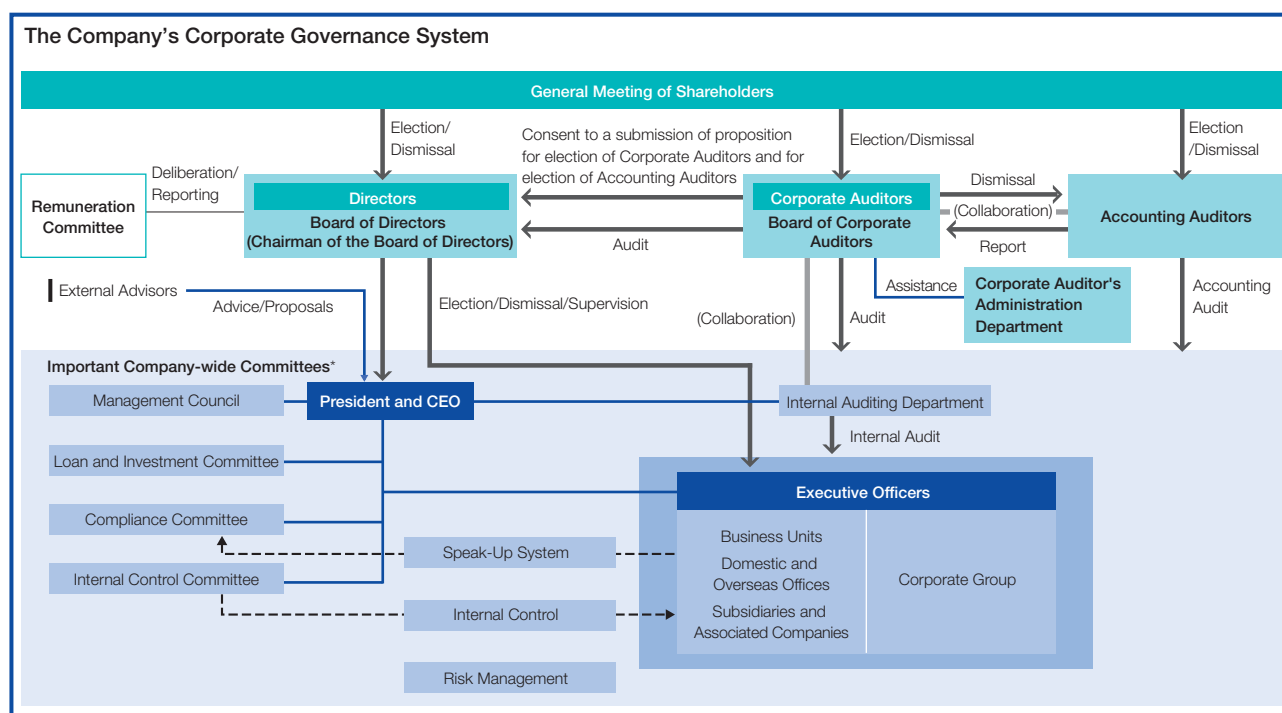 The Company's Corporate Governance System
General Meeting of Shareholders
Election/
Dismissal
Consent to a submission of proposition
for election of Corporate Auditors and for
election of Accounting Auditors
Election/Dismissal
Election
/Dismissal
Deliberation/
Reporting
Remuneration
Committee
Directors
Board of Directors
(Chairman of the Board of Directors)
Audit
Corporate Auditors
Board of Corporate
Auditors
Dismissal
(Collaboration)
Report
Accounting Auditors
External Advisors
Advice/Proposals
Election/Dismissal/Supervision
(Collaboration)
Audit
Assistance
Corporate Auditor's
Administration
Department
Accounting
Audit
Important Company-wide Committees*
Management Council
President and CEO
Internal Auditing Department
Internal Audit
Loan and Investment Committee
Executive Officers
Compliance Committee
Speak-Up System
Business Units
Domestic and
Overseas Offices
Subsidiaries and
Associated Companies
Corporate Group
Internal Control Committee
Internal Control
Risk Management